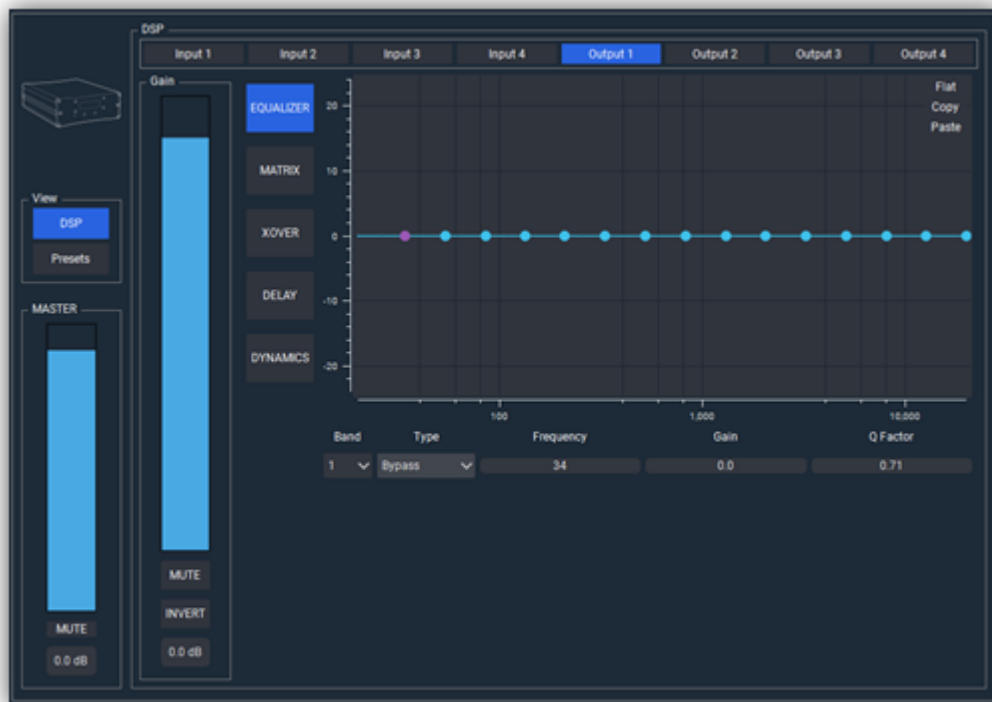 DSP
Input 1 Input 2 Input 3 Input 4 Output 1 Output 2 Output 3 Output 4
View
DSP
Presets
MASTER
MUTE
0.0 dB
Gain
MUTE
INVERT
0.0 dB
EQUALIZER
MATRIX
XOVER
DELAY
DYNAMICS
Flat
Copy
Paste
20
10
0
-10
-20
100 1,000 10,000
Band Type Frequency Gain Q Factor
1 Bypass 34 0.0 0.71